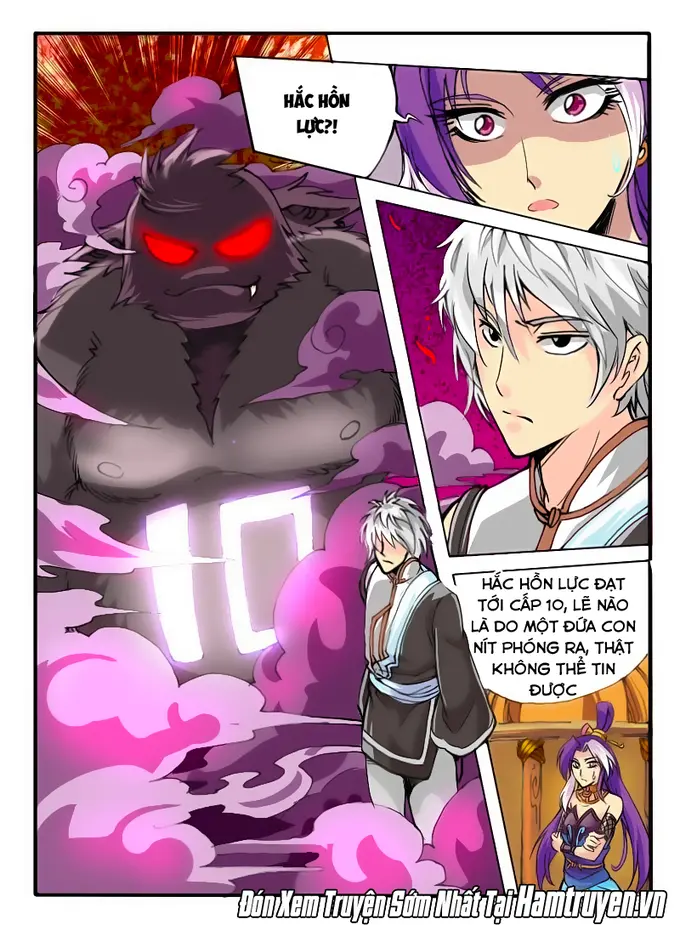 HẮC HỒN
LỰC?!
10
HẮC HỒN LỰC ĐẠT
TỚI CẤP 10, LẼ NÀO
LÀ DO MỘT ĐỨA CON
NÍT PHÓNG RA, THẬT
KHÔNG THỂ TIN
ĐƯỢC
Đón Xem Truyện Sớm Nhất Tại Hamtruyen.vn